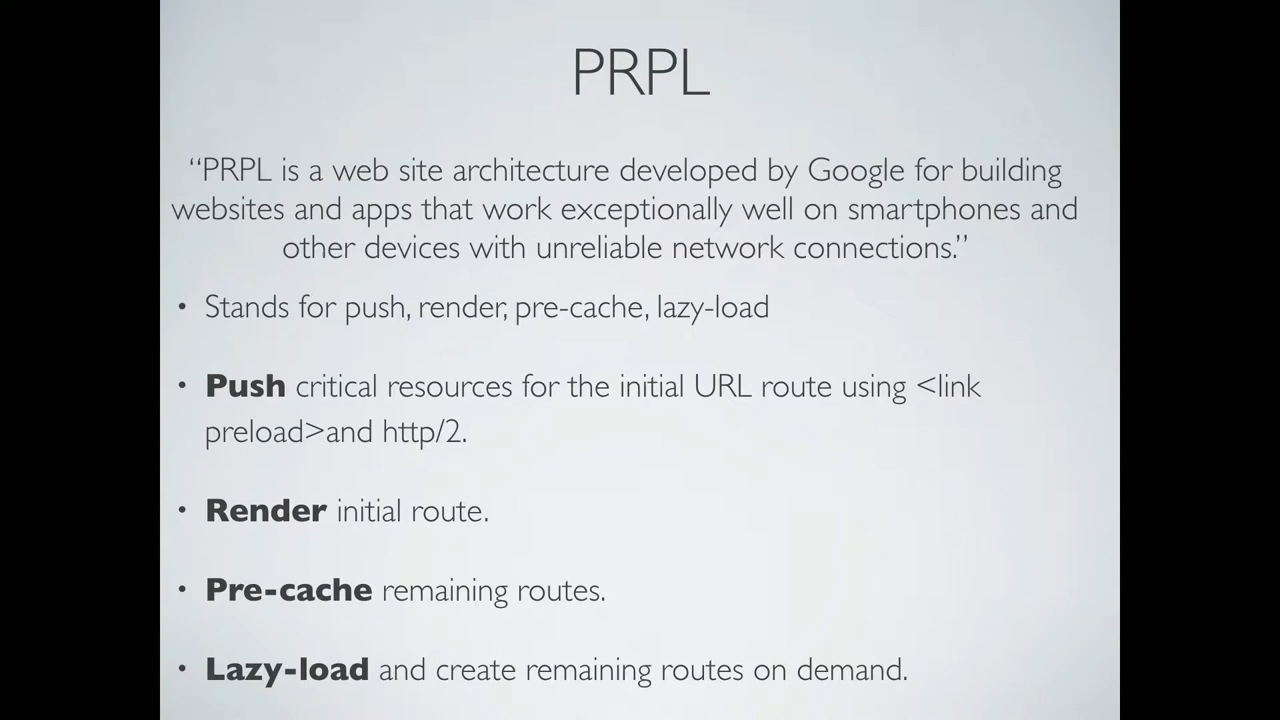 PRPL
“PRPL is a web site architecture developed by Google for building
websites and apps that work exceptionally well on smartphones and
other devices with unreliable network connections.”
• Stands for push, render, pre-cache, lazy-load
• Push critical resources for the initial URL route using <link
preload>and http/2.
• Render initial route.
• Pre-cache remaining routes.
• Lazy-load and create remaining routes on demand.